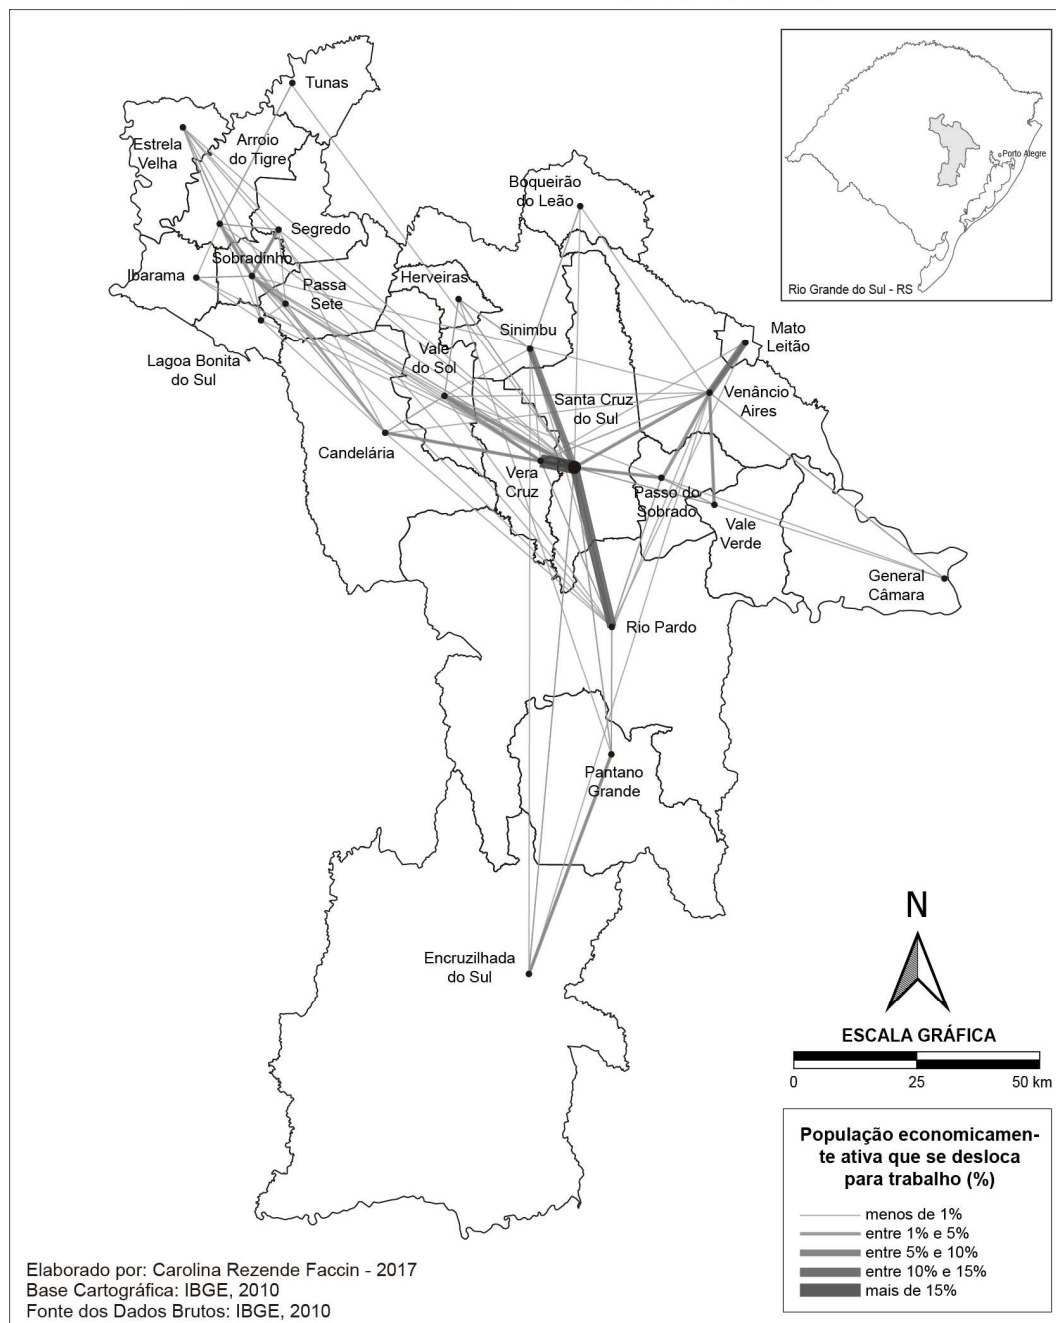 Tunas
Estrela
Velha
Arroio
do Tigre
Boqueirão
do Leão
Segredo
Sobradinho
Ibarama
Passa
Sete
Herveiras
Sinimbu
Lagoa Bonita
do Sul
Vale
do Sol
Mato
Leitão
Santa Cruz
do Sul
Venâncio
Aires
Candelária
Vera
Cruz
Passo do
Sobrado
Vale
Verde
General
Câmara
Rio Pardo
Pantano
Grande
Encruzilhada
do Sul
Porto Alegre
Rio Grande do Sul - RS
N
ESCALA GRÁFICA
0 25 50 km
População economicamen-
te ativa que se desloca
para trabalho (%)
menos de 1%
entre 1% e 5%
entre 5% e 10%
entre 10% e 15%
mais de 15%
Elaborado por: Carolina Rezende Faccin - 2017
Base Cartográfica: IBGE, 2010
Fonte dos Dados Brutos: IBGE, 2010